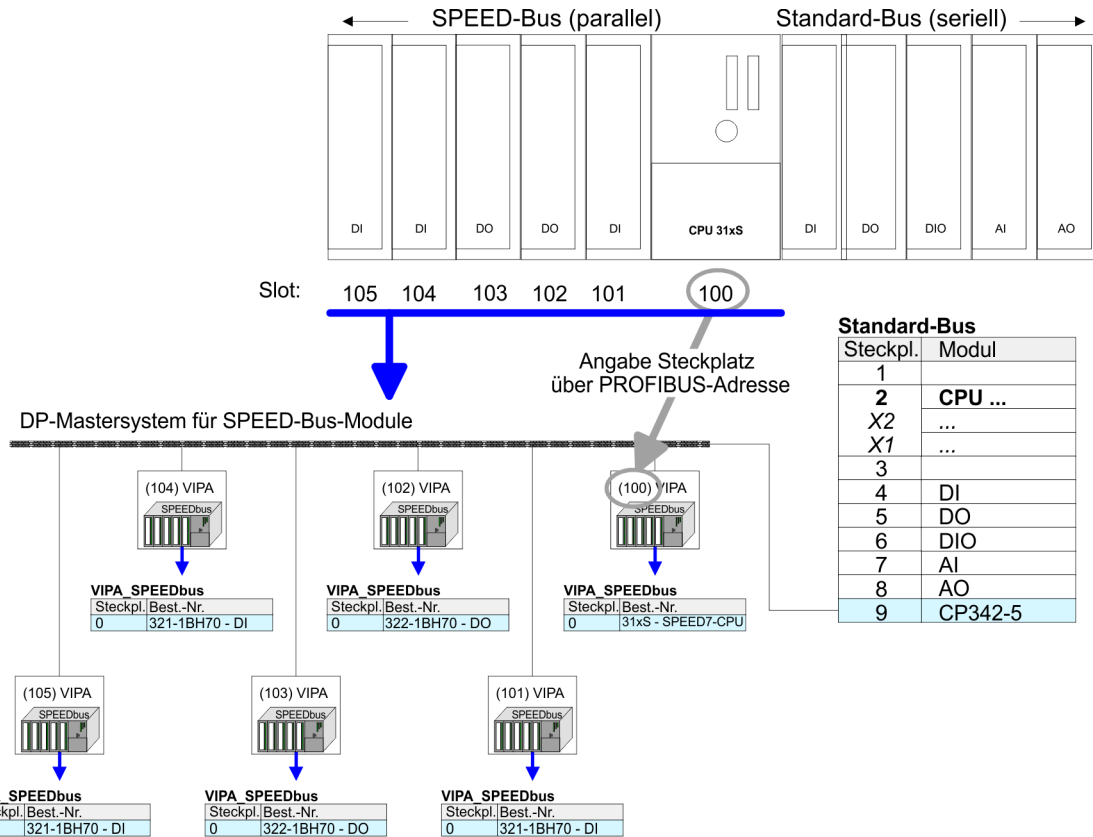 SPEED-Bus (parallel) Standard-Bus (seriell)
DI DI DO DO DI CPU 31xS DI DO DIO AI AO
Slot: 105 104 103 102 101 100
Angabe Steckplatz
über PROFIBUS-Adresse
Standard-Bus
Steckpl. Modul
1
2 CPU ...
X2 ...
X1 ...
3
4 DI
5 DO
6 DIO
7 AI
8 AO
9 CP342-5
DP-Mastersystem für SPEED-Bus-Module
(104) VIPA
SPEEDbus
VIPA_SPEEDbus
Steckpl. Best.-Nr.
0 321-1BH70 - DI
(102) VIPA
SPEEDbus
VIPA_SPEEDbus
Steckpl. Best.-Nr.
0 322-1BH70 - DO
(100) VIPA
SPEEDbus
VIPA_SPEEDbus
Steckpl. Best.-Nr.
0 31xS - SPEED7-CPU
(105) VIPA
SPEEDbus
_SPEEDbus
kpl. Best.-Nr.
321-1BH70 - DI
(103) VIPA
SPEEDbus
VIPA_SPEEDbus
Steckpl. Best.-Nr.
0 322-1BH70 - DO
(101) VIPA
SPEEDbus
VIPA_SPEEDbus
Steckpl. Best.-Nr.
0 321-1BH70 - DI